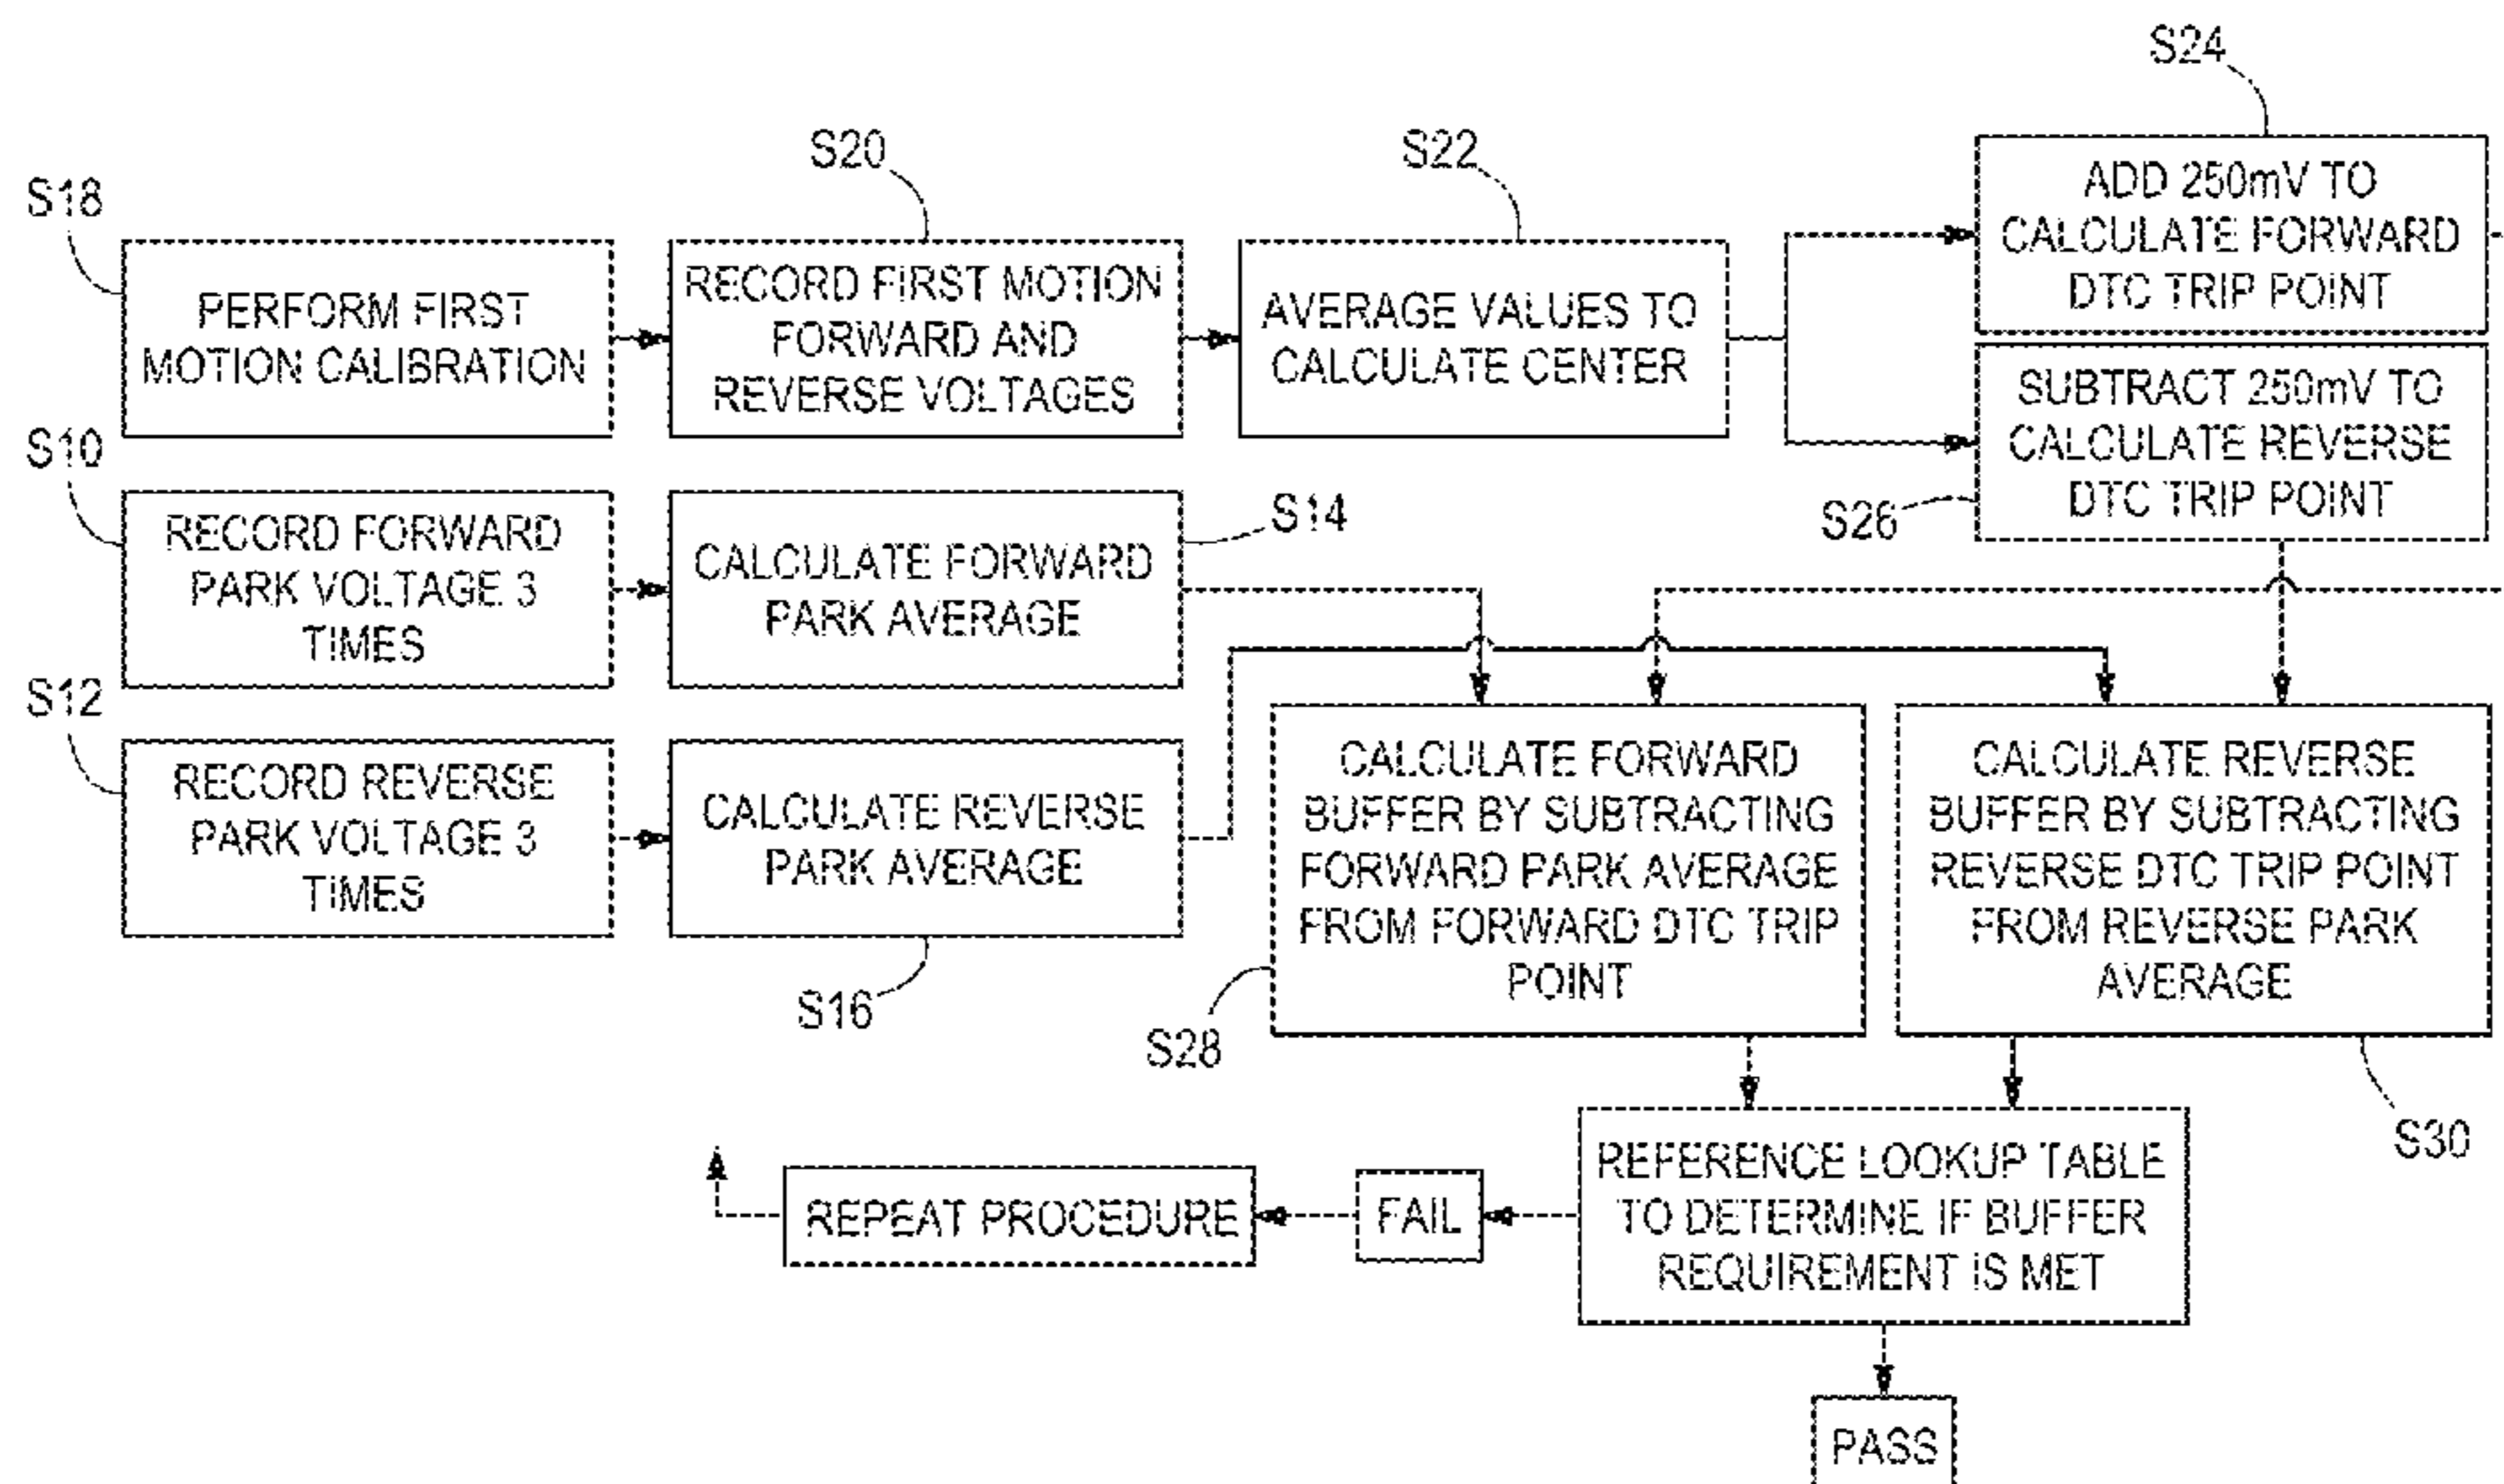 S24
S20
S22
S18
ADD 250mV TO
CALCULATE FORWARD
DTC TRIP POINT
PERFORM FIRST
MOTION CALIBRATION
RECORD FIRST MOTION
FORWARD AND
REVERSE VOLTAGES
AVERAGE VALUES TO
CALCULATE CENTER
SUBTRACT 250mV TO
CALCULATE REVERSE
DTC TRIP POINT
S26
S10
RECORD FORWARD
PARK VOLTAGE 3
TIMES
S14
CALCULATE FORWARD
PARK AVERAGE
S12
RECORD REVERSE
PARK VOLTAGE 3
TIMES
CALCULATE REVERSE
PARK AVERAGE
S16
CALCULATE FORWARD
BUFFER BY SUBTRACTING
FORWARD PARK AVERAGE
FROM FORWARD DTC TRIP
POINT
S28
CALCULATE REVERSE
BUFFER BY SUBTRACTING
REVERSE DTC TRIP POINT
FROM REVERSE PARK
AVERAGE
S30
REFERENCE LOOKUP TABLE
TO DETERMINE IF BUFFER
REQUIREMENT IS MET
FAIL
REPEAT PROCEDURE
PASS